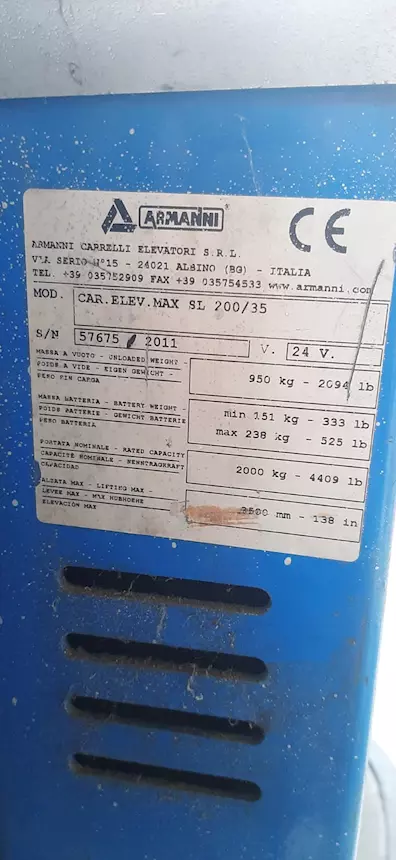 ARMANNI
CE
ARMANNI CARRELLI ELEVATORI S.R.L.
VIA SERIO N°15 - 24021 ALBINO (BG) - ITALIA
TEL. +39 035752909 FAX +39 035754533 www.armanni.com
MOD. CAR.ELEV.MAX SL 200/35
S/N 57675 / 2011 V. 24 V.
MASSA A VUOTO - UNLOADED WEIGHT -
POIDS A VIDE - EIGEN GEWICHT -
PESO SIN CARGA
950 kg - 2094 lb
MASSA BATTERIA - BATTERY WEIGHT -
POIDS BATTERIE - GEWICHT BATTERIE
PESO BATTERIA
min 151 kg - 333 lb
max 238 kg - 525 lb
PORTATA NOMINALE - RATED CAPACITY
CAPACITÉ NOMINALE - NENNTRAGKRAFT
CAPACIDAD
2000 kg - 4409 lb
ALZATA MAX - LIFTING MAX -
LEVEE MAX - MAX HUBHOEHE
ELEVACIÓN MAX
3500 mm - 138 in